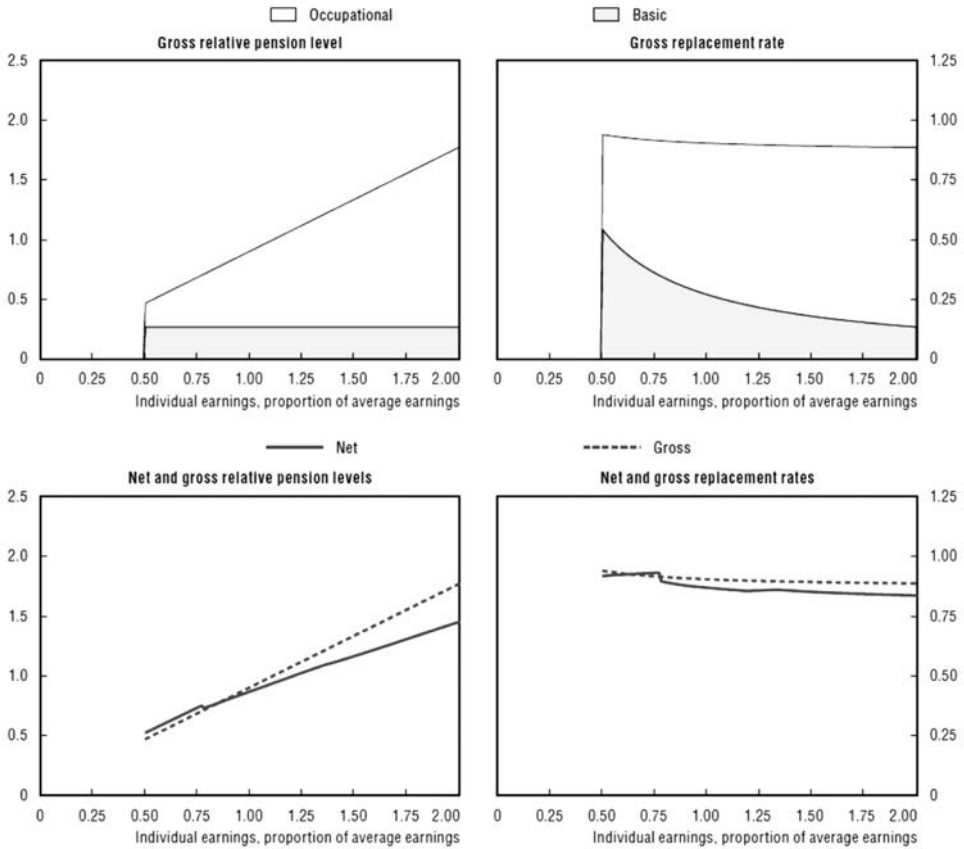 Occupational Basic
Gross relative pension level Gross replacement rate
2.5 1.25
2.0 1.00
1.5 0.75
1.0 0.50
0.5 0.25
0 0
0 0.25 0.50 0.75 1.00 1.25 1.50 1.75 2.00 0 0.25 0.50 0.75 1.00 1.25 1.50 1.75 2.00
Individual earnings, proportion of average earnings Individual earnings, proportion of average earnings
Net Gross
Net and gross relative pension levels Net and gross replacement rates
2.5 1.25
2.0 1.00
1.5 0.75
1.0 0.50
0.5 0.25
0 0
0 0.25 0.50 0.75 1.00 1.25 1.50 1.75 2.00 0 0.25 0.50 0.75 1.00 1.25 1.50 1.75 2.00
Individual earnings, proportion of average earnings Individual earnings, proportion of average earnings